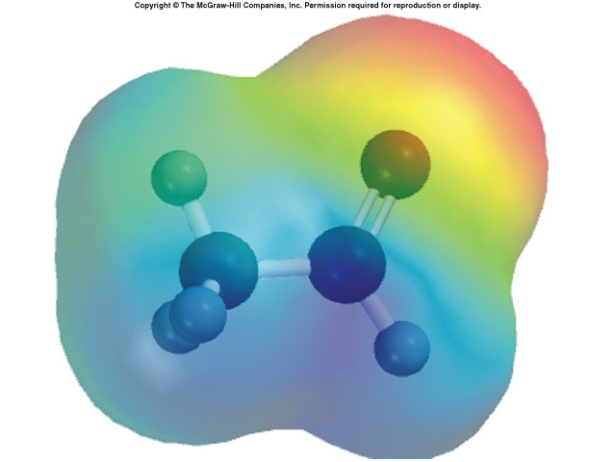 Copyright © The McGraw-Hill Companies, Inc. Permission required for reproduction or display.